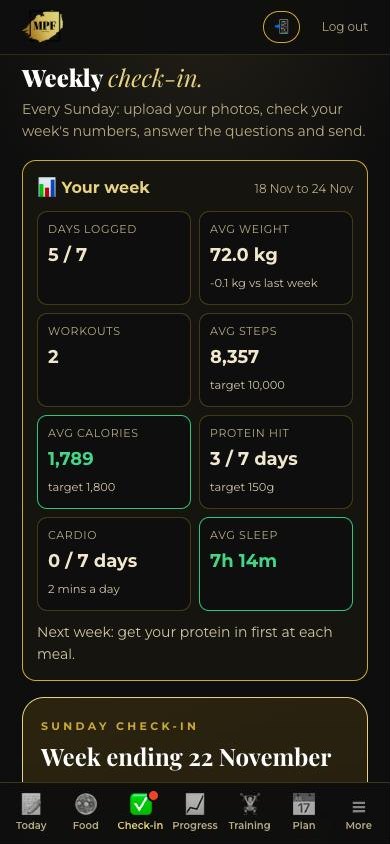 MPF
Log out
Weekly check-in.
Every Sunday: upload your photos, check your
week's numbers, answer the questions and send.
Your week
18 Nov to 24 Nov
DAYS LOGGED
5 / 7
AVG WEIGHT
72.0 kg
-0.1 kg vs last week
WORKOUTS
2
AVG STEPS
8,357
target 10,000
AVG CALORIES
1,789
target 1,800
PROTEIN HIT
3 / 7 days
target 150g
CARDIO
0 / 7 days
2 mins a day
AVG SLEEP
7h 14m
Next week: get your protein in first at each
meal.
SUNDAY CHECK-IN
Week ending 22 November
17
Today
Food
Check-in
Progress
Training
Plan
More